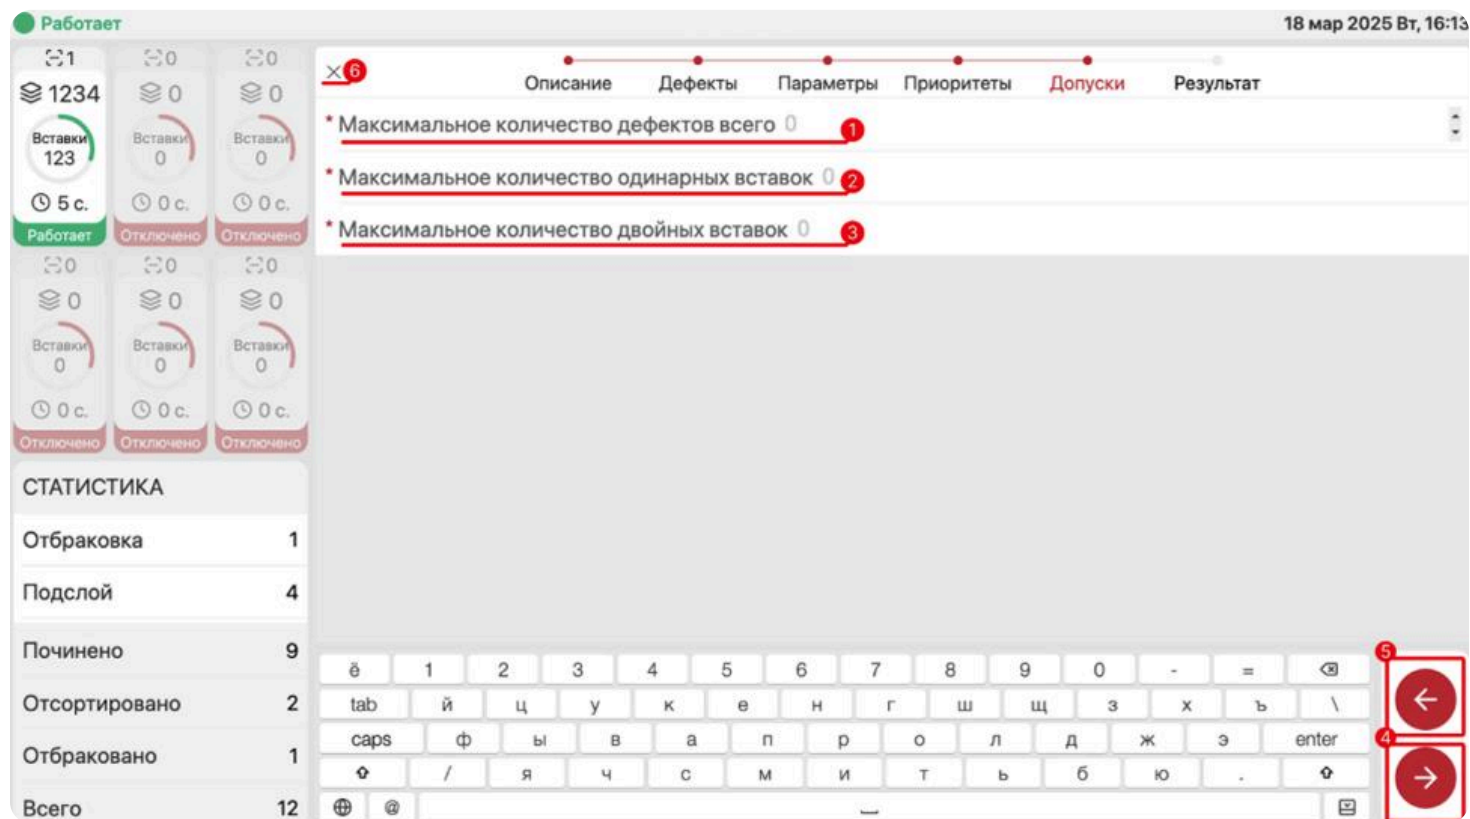 Работает
18 мар 2025 Вт, 16:13
1 0 0
1234 0 0
Вставки Вставки Вставки
123 0 0
5 с. 0 с. 0 с.
Работает Отключено Отключено
0 0 0
0 0 0
Вставки Вставки Вставки
0 0 0
0 с. 0 с. 0 с.
Отключено Отключено Отключено
СТАТИСТИКА
Отбраковка 1
Подслой 4
Починено 9
Отсортировано 2
Отбраковано 1
Всего 12
6
Описание Дефекты Параметры Приоритеты Допуски Результат
* Максимальное количество дефектов всего 0 1
* Максимальное количество одинарных вставок 0 2
* Максимальное количество двойных вставок 0 3
ё 1 2 3 4 5 6 7 8 9 0 - =
tab й ц у к е н г ш щ з х ъ \
caps ф ы в а п р о л д ж э enter
/ я ч с м и т ь б ю .
@
5
4